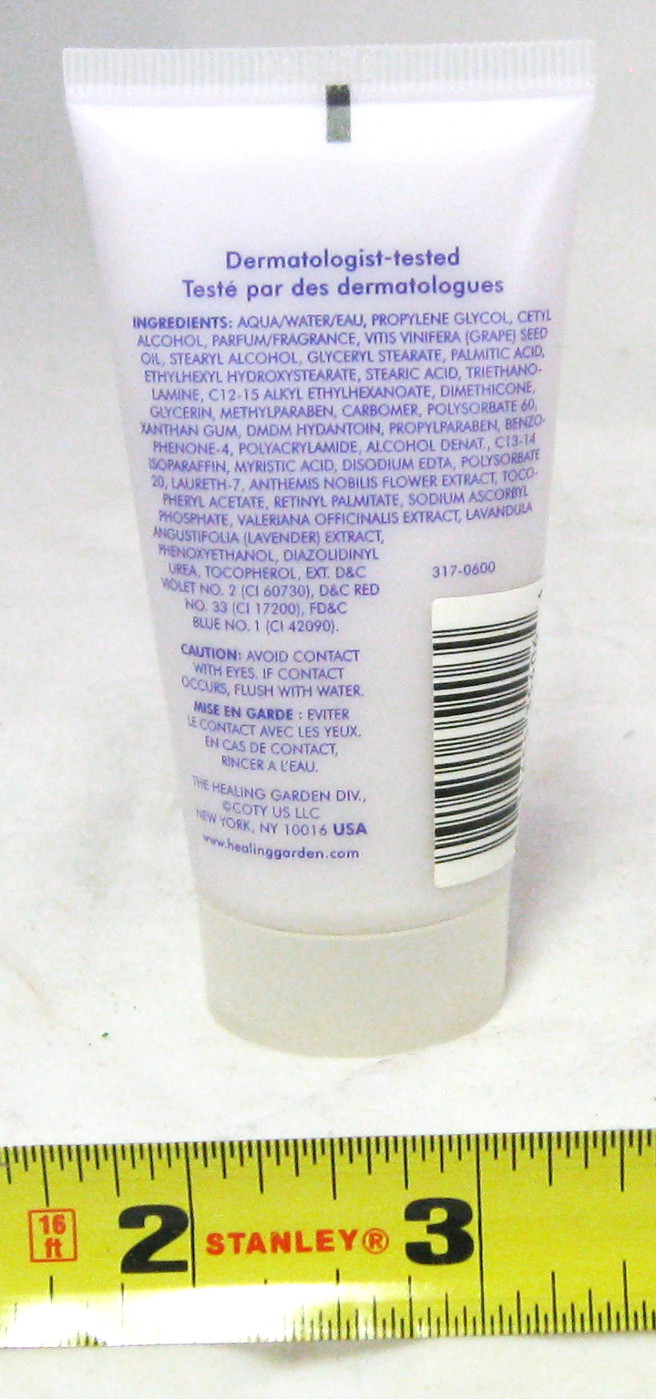 Dermatologist-tested
Testé par des dermatologues
INGREDIENTS: AQUA/WATER/EAU, PROPYLENE GLYCOL, CETYL
ALCOHOL, PARFUM/FRAGRANCE, VITIS VINIFERA (GRAPE) SEED
OIL, STEARYL ALCOHOL, GLYCERYL STEARATE, PALMITIC ACID,
ETHYLHEXYL HYDROXYSTEARATE, STEARIC ACID, TRIETHANO-
LAMINE, C12-15 ALKYL ETHYLHEXANOATE, DIMETHICONE,
GLYCERIN, METHYLPARABEN, CARBOMER, POLYSORBATE 60,
XANTHAN GUM, DMDM HYDANTOIN, PROPYLPARABEN, BENZO-
PHENONE-4, POLYACRYLAMIDE, ALCOHOL DENAT., C13-14
ISOPARAFFIN, MYRISTIC ACID, DISODIUM EDTA, POLYSORBATE
20, LAURETH-7, ANTHEMIS NOBILIS FLOWER EXTRACT, TOCO-
PHERYL ACETATE, RETINYL PALMITATE, SODIUM ASCORBYL
PHOSPHATE, VALERIANA OFFICINALIS EXTRACT, LAVANDULA
ANGUSTIFOLIA (LAVENDER) EXTRACT,
PHENOXYETHANOL, DIAZOLIDINYL
UREA, TOCOPHEROL, EXT. D&C
VIOLET NO. 2 (CI 60730), D&C RED
NO. 33 (CI 17200), FD&C
BLUE NO. 1 (CI 42090).
317-0600
CAUTION: AVOID CONTACT
WITH EYES. IF CONTACT
OCCURS, FLUSH WITH WATER.
MISE EN GARDE : EVITER
LE CONTACT AVEC LES YEUX.
EN CAS DE CONTACT,
RINCER A L'EAU.
THE HEALING GARDEN DIV.,
©COTY US LLC
NEW YORK, NY 10016 USA
www.healinggarden.com
16 ft
2 STANLEY® 3